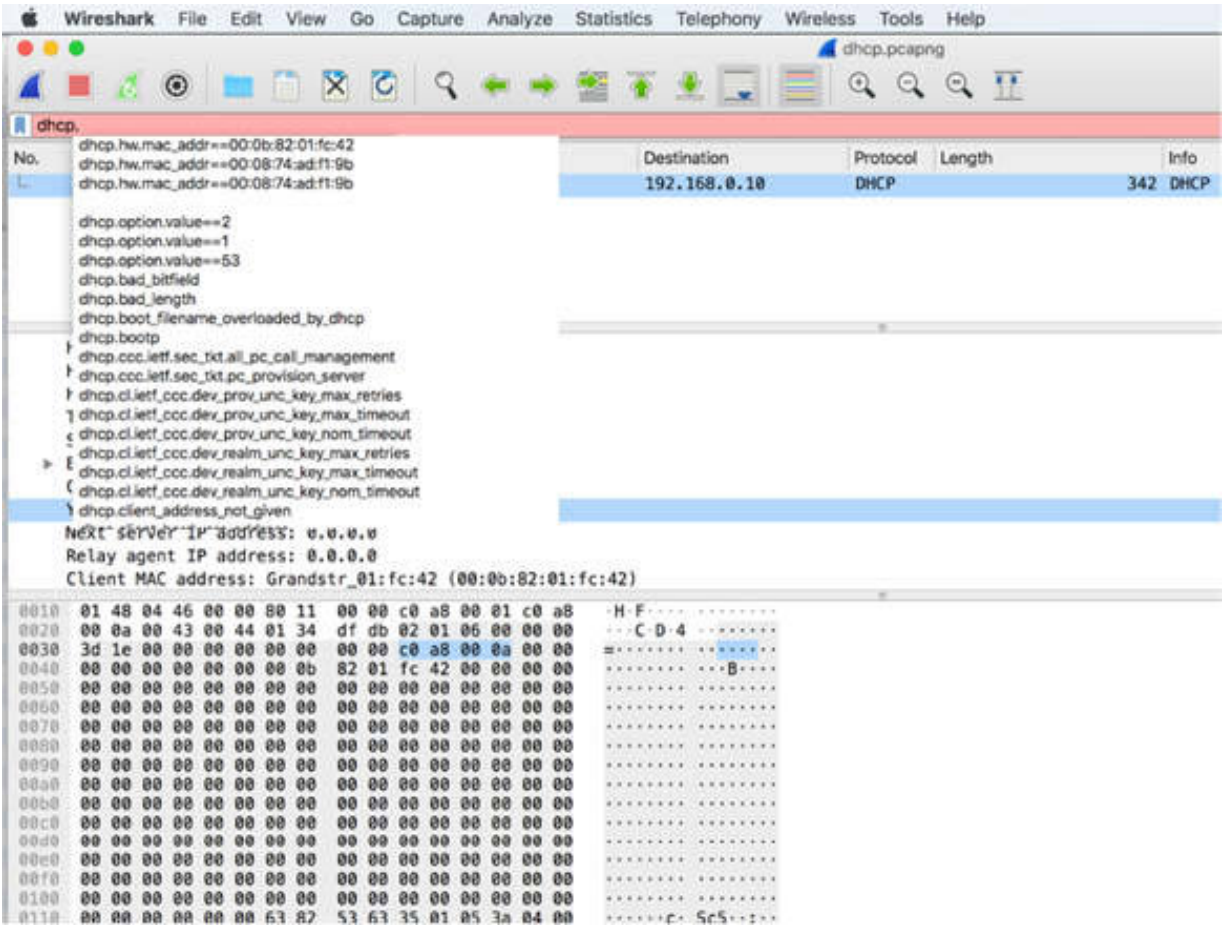 Wireshark File Edit View Go Capture Analyze Statistics Telephony Wireless Tools Help
dhcp.pcapng
dhcp.
No. Destination Protocol Length Info
192.168.0.10 DHCP 342 DHCP
dhcp.hw.mac_addr==00:0b:82:01:fc:42
dhcp.hw.mac_addr==00:08:74:ad:f1:9b
dhcp.hw.mac_addr==00:08:74:ad:f1:9b
dhcp.option.value==2
dhcp.option.value==1
dhcp.option.value==53
dhcp.bad_bitfield
dhcp.bad_length
dhcp.boot_filename_overloaded_by_dhcp
dhcp.bootp
dhcp.ccc.ietf.sec_tkt.all_pc_call_management
dhcp.ccc.ietf.sec_tkt.pc_provision_server
dhcp.cl.ietf_ccc.dev_prov_unc_key_max_retries
dhcp.cl.ietf_ccc.dev_prov_unc_key_max_timeout
dhcp.cl.ietf_ccc.dev_prov_unc_key_nom_timeout
dhcp.cl.ietf_ccc.dev_realm_unc_key_max_retries
dhcp.cl.ietf_ccc.dev_realm_unc_key_max_timeout
dhcp.cl.ietf_ccc.dev_realm_unc_key_nom_timeout
dhcp.client_address_not_given
Next server IP address: 0.0.0.0
Relay agent IP address: 0.0.0.0
Client MAC address: Grandstr_01:fc:42 (00:0b:82:01:fc:42)
0010 01 48 04 46 00 00 80 11 00 00 c0 a8 00 01 c0 a8 ·H·F···· ········
0020 00 0a 00 43 00 44 01 34 df db 02 01 06 00 00 00 ···C·D·4 ········
0030 3d 1e 00 00 00 00 00 00 00 00 c0 a8 00 0a 00 00 =······· ········
0040 00 00 00 00 00 00 00 0b 82 01 fc 42 00 00 00 00 ········ ···B····
0050 00 00 00 00 00 00 00 00 00 00 00 00 00 00 00 00 ········ ········
0060 00 00 00 00 00 00 00 00 00 00 00 00 00 00 00 00 ········ ········
0070 00 00 00 00 00 00 00 00 00 00 00 00 00 00 00 00 ········ ········
0080 00 00 00 00 00 00 00 00 00 00 00 00 00 00 00 00 ········ ········
0090 00 00 00 00 00 00 00 00 00 00 00 00 00 00 00 00 ········ ········
00a0 00 00 00 00 00 00 00 00 00 00 00 00 00 00 00 00 ········ ········
00b0 00 00 00 00 00 00 00 00 00 00 00 00 00 00 00 00 ········ ········
00c0 00 00 00 00 00 00 00 00 00 00 00 00 00 00 00 00 ········ ········
00d0 00 00 00 00 00 00 00 00 00 00 00 00 00 00 00 00 ········ ········
00e0 00 00 00 00 00 00 00 00 00 00 00 00 00 00 00 00 ········ ········
00f0 00 00 00 00 00 00 00 00 00 00 00 00 00 00 00 00 ········ ········
0100 00 00 00 00 00 00 00 00 00 00 00 00 00 00 00 00 ········ ········
0110 00 00 00 00 00 00 63 82 53 63 35 01 05 3a 04 00 ······c· Sc5··:··